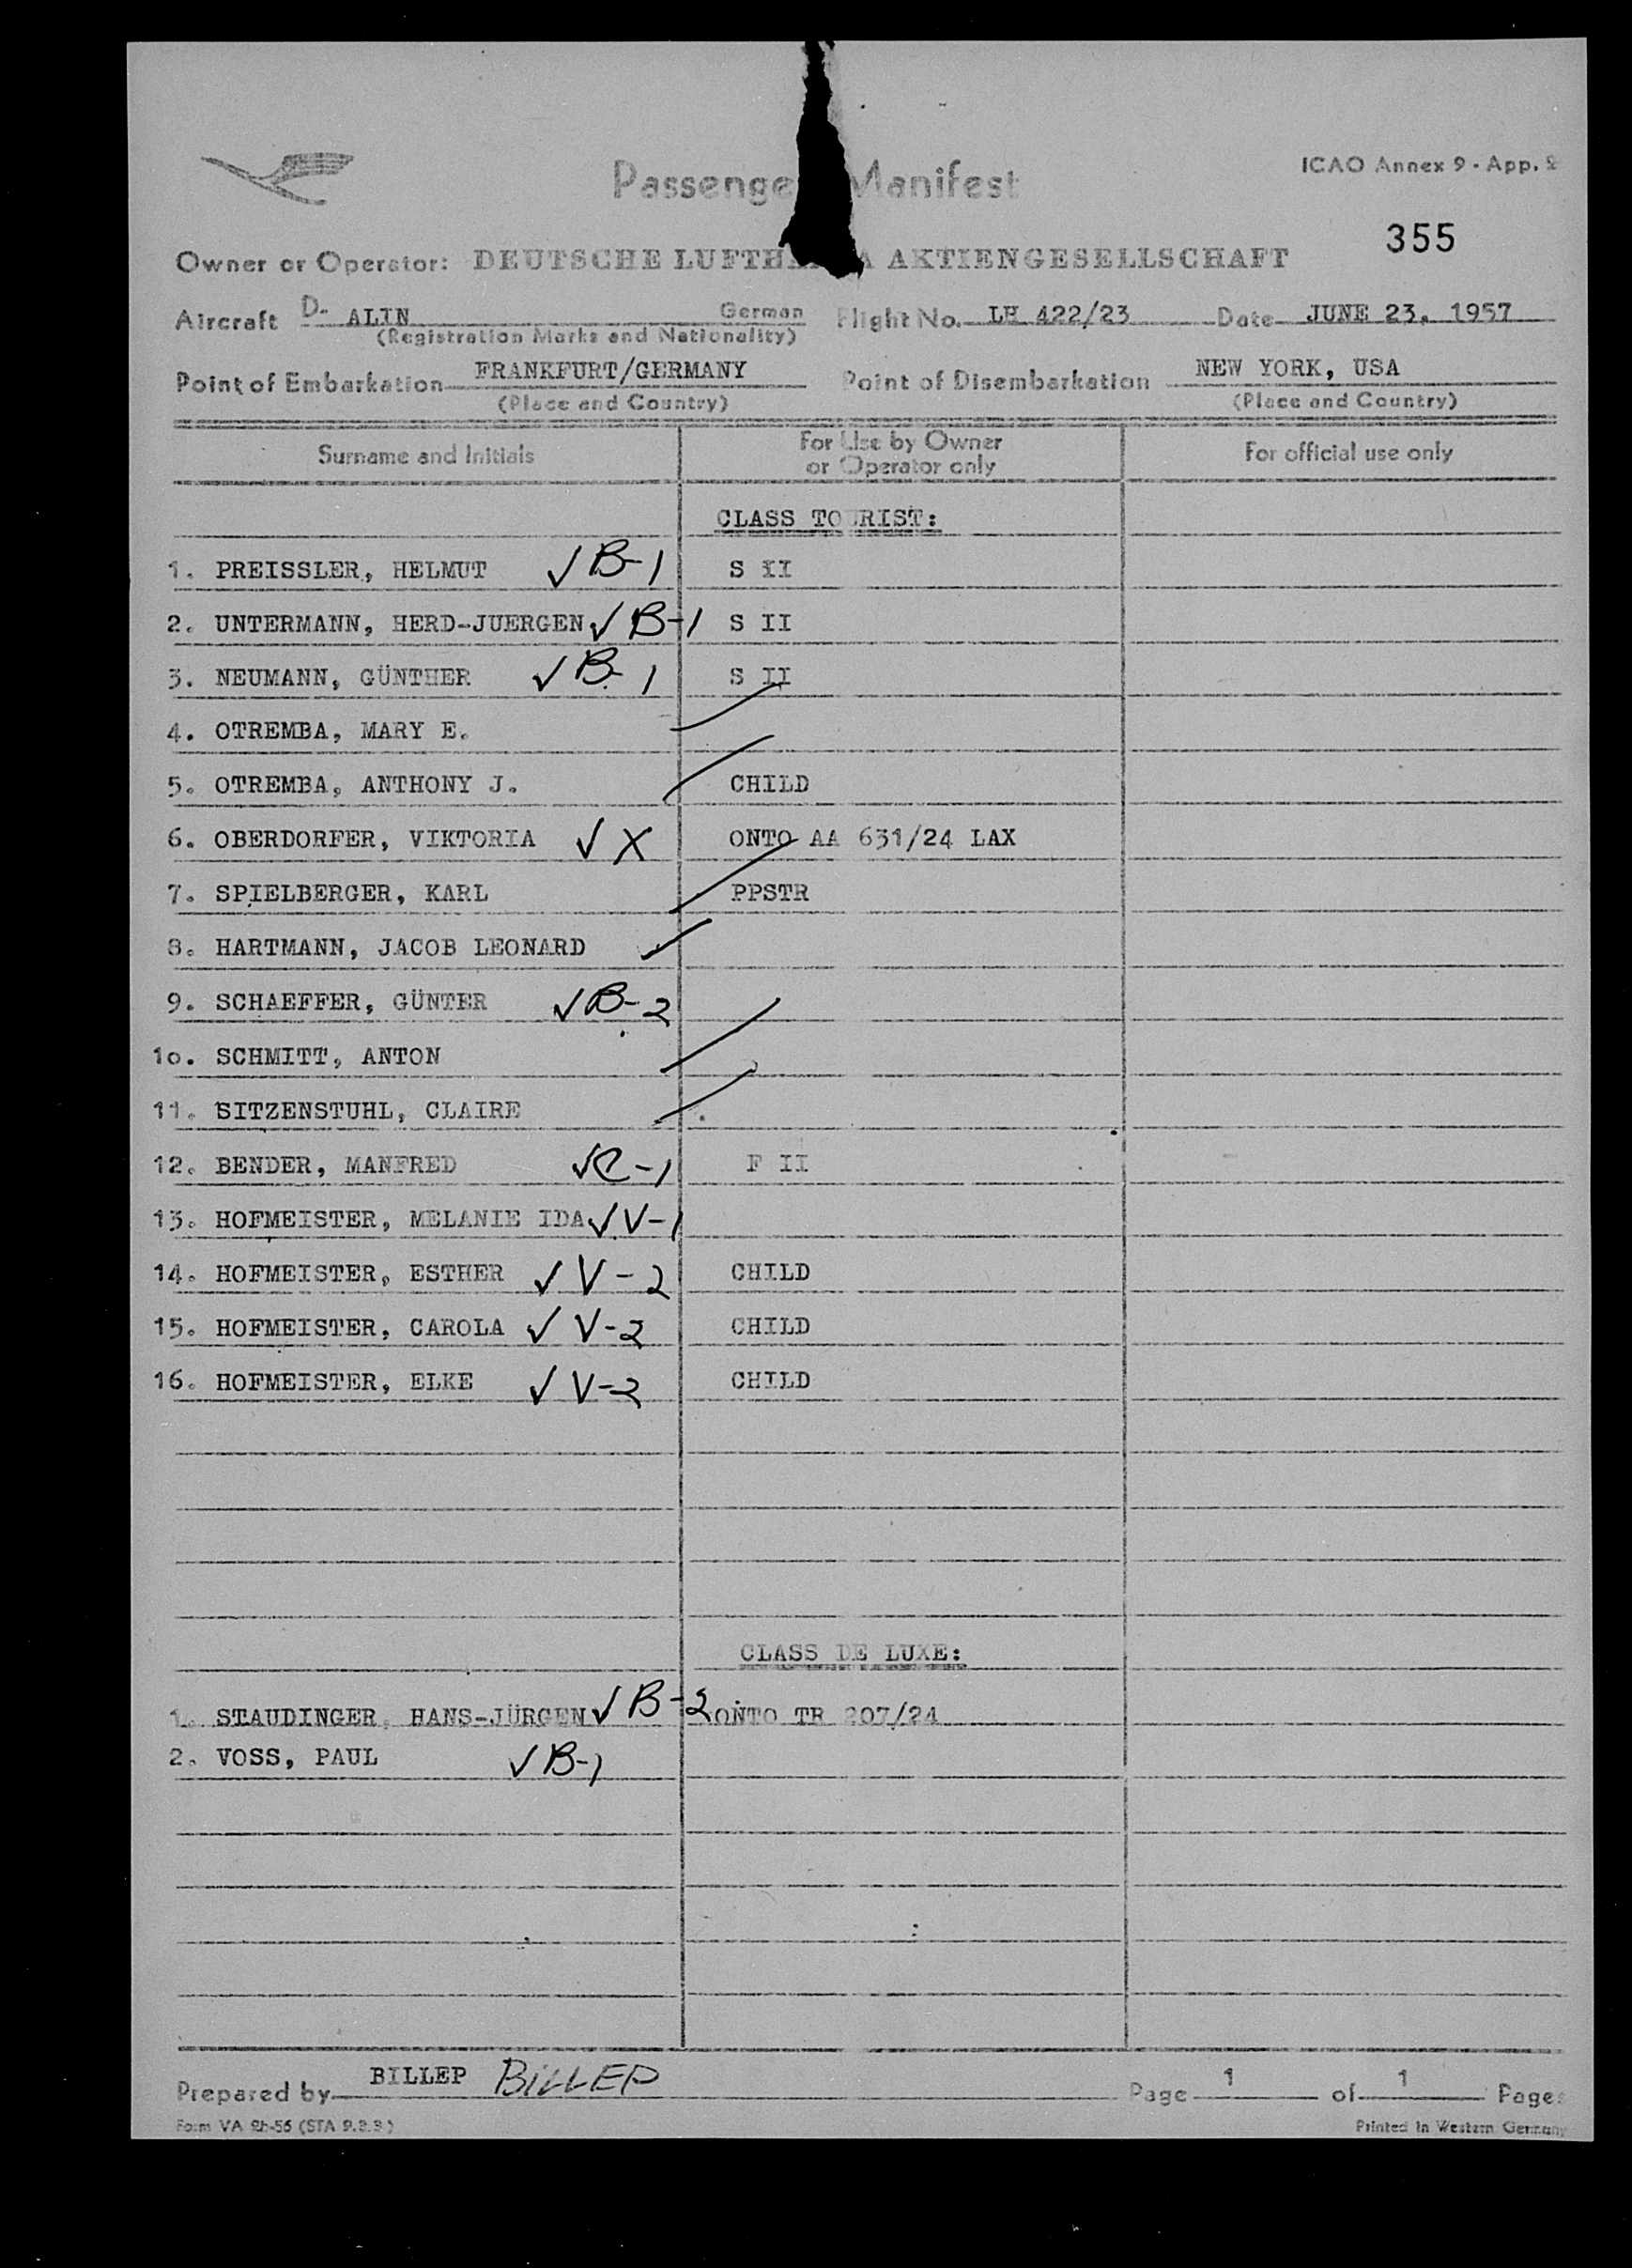 Passenge Manifest
ICAO Annex 9 - App. 2
355
Owner or Operator: DEUTSCHE LUFTH A AKTIENGESELLSCHAFT
Aircraft D- ALIN German Flight No. LH 422/23 Date JUNE 23, 1957
(Registration Marks and Nationality)
Point of Embarkation FRANKFURT/GERMANY Point of Disembarkation NEW YORK, USA
(Place and Country) (Place and Country)
Surname and Initials For Use by Owner or Operator only For official use only
CLASS TOURIST:
1. PREISSLER, HELMUT ✓ B-1 S II
2. UNTERMANN, HERD-JUERGEN ✓ B-1 S II
3. NEUMANN, GÜNTHER ✓ B-1 S II
4. OTREMBA, MARY E.
5. OTREMBA, ANTHONY J. CHILD
6. OBERDORFER, VIKTORIA ✓ X ONTO AA 631/24 LAX
7. SPIELBERGER, KARL PPSTR
8. HARTMANN, JACOB LEONARD ✓
9. SCHAEFFER, GÜNTER ✓ B-2
10. SCHMITT, ANTON
11. SITZENSTUHL, CLAIRE
12. BENDER, MANFRED ✓ C-1 F II
13. HOFMEISTER, MELANIE IDA ✓ V-1
14. HOFMEISTER, ESTHER ✓ V-2 CHILD
15. HOFMEISTER, CAROLA ✓ V-2 CHILD
16. HOFMEISTER, ELKE ✓ V-2 CHILD
CLASS DE LUXE:
1. STAUDINGER, HANS-JÜRGEN ✓ B-2 ONTO TR 207/24
2. VOSS, PAUL ✓ B-1
Prepared by BILLEP BILLEP Page 1 of 1 Pages
Form VA 2b-56 (STA 9.2.3) Printed in Western Germany